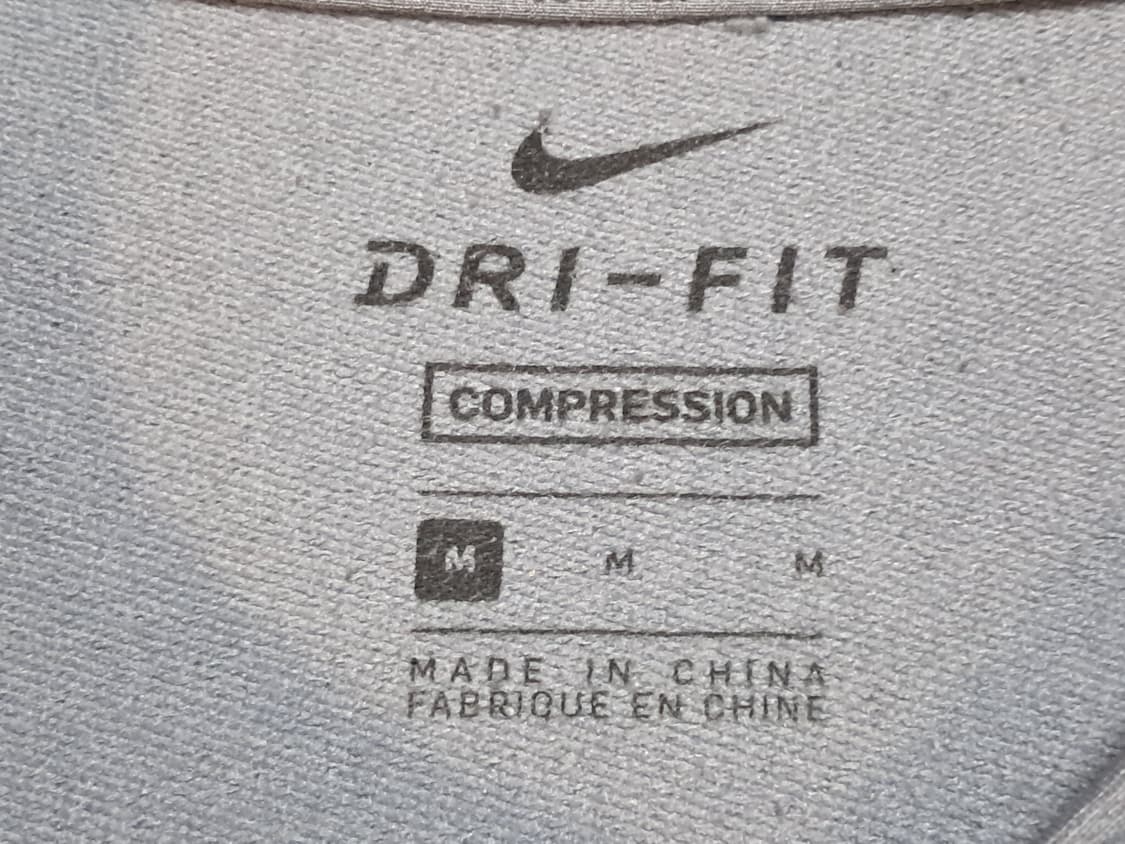 DRI-FIT
COMPRESSION
M M M
MADE IN CHINA
FABRIQUE EN CHINE